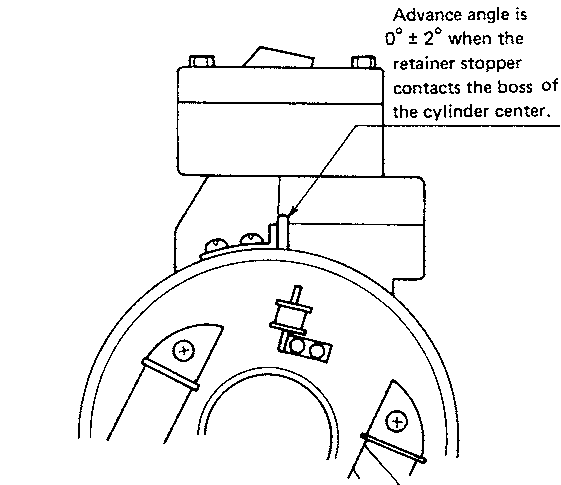 Advance angle is
0° ± 2° when the
retainer stopper
contacts the boss of
the cylinder center.